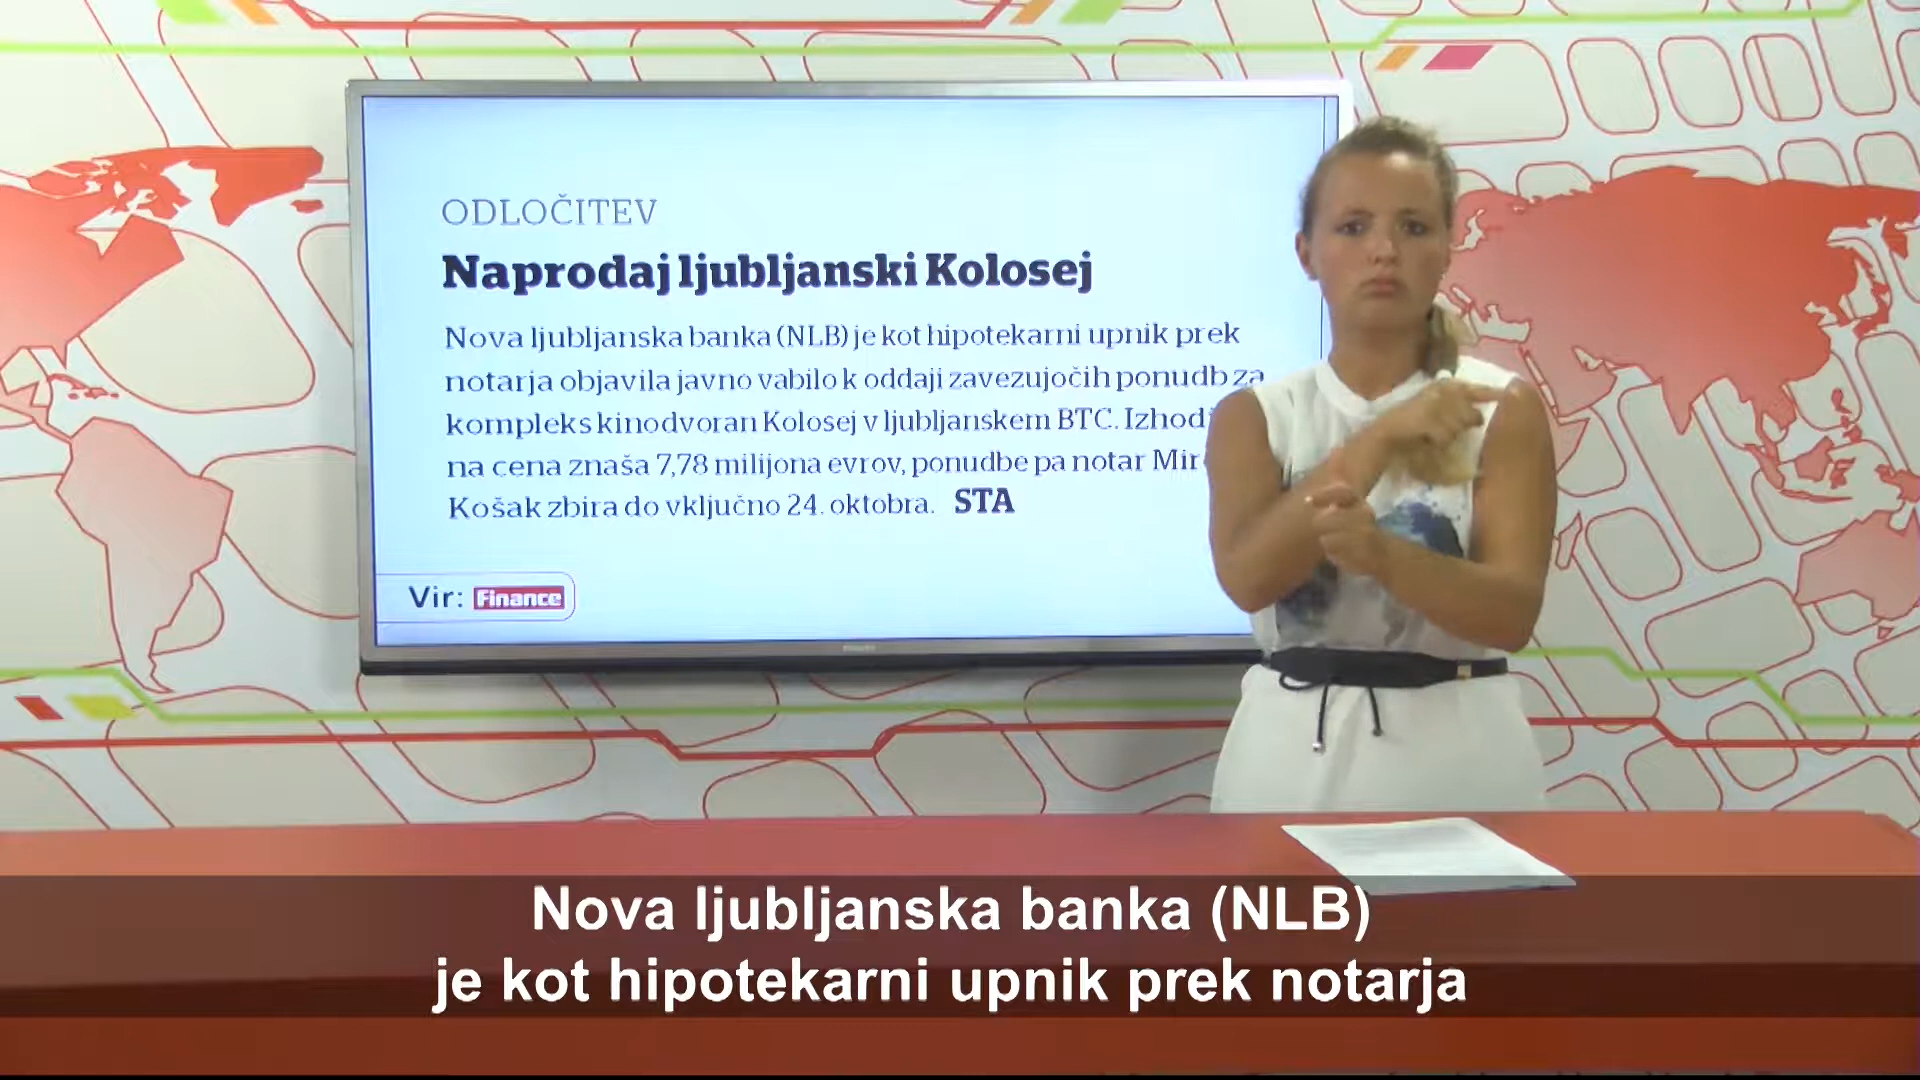 ODLOČITEV
Naprodaj ljubljanski Kolosej
Nova ljubljanska banka (NLB) je kot hipotekarni upnik prek
notarja objavila javno vabilo k oddaji zavezujočih ponudb za
kompleks kinodvoran Kolosej v ljubljanskem BTC.
na cena znaša 7,78 milijona evrov, ponudbe pa notar
Košak zbira do vključno 24. oktobra. STA
Vir: Finance
Nova ljubljanska banka (NLB)
je kot hipotekarni upnik prek notarja